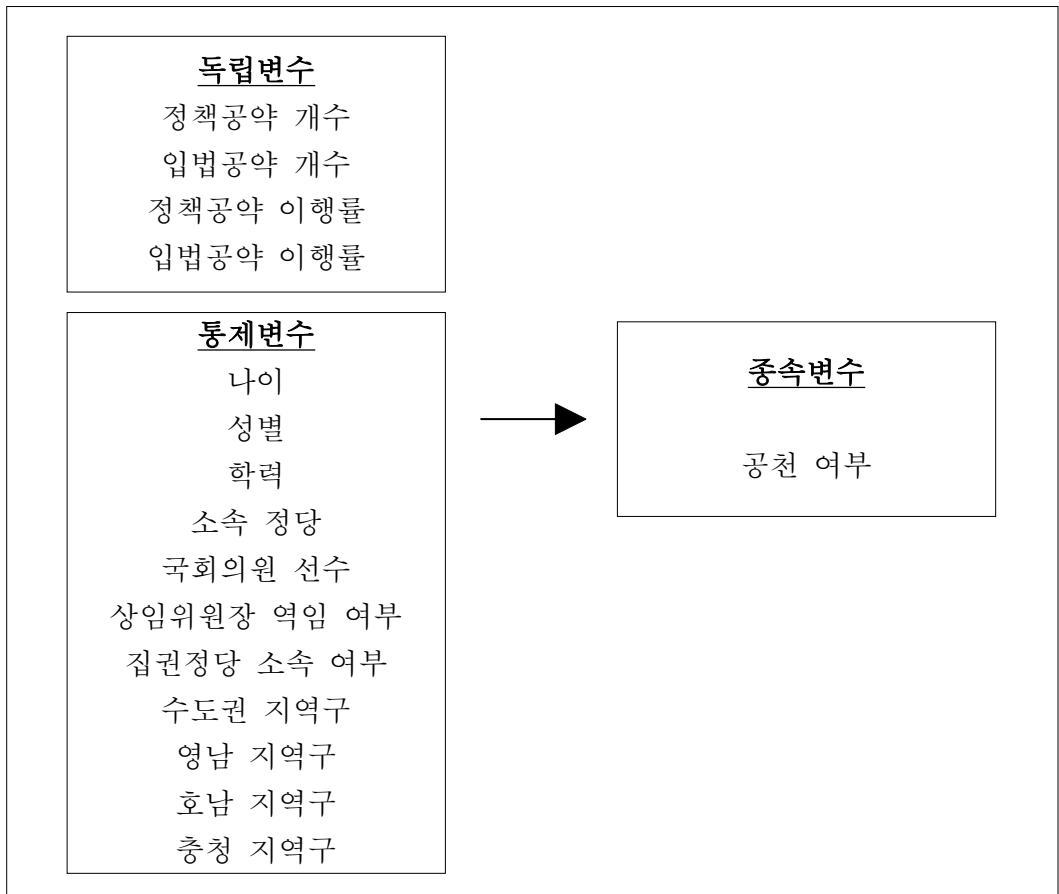 독립변수
정책공약 개수
입법공약 개수
정책공약 이행률
입법공약 이행률
통제변수
나이
성별
학력
소속 정당
국회의원 선수
상임위원장 역임 여부
집권정당 소속 여부
수도권 지역구
영남 지역구
호남 지역구
충청 지역구
종속변수
공천 여부